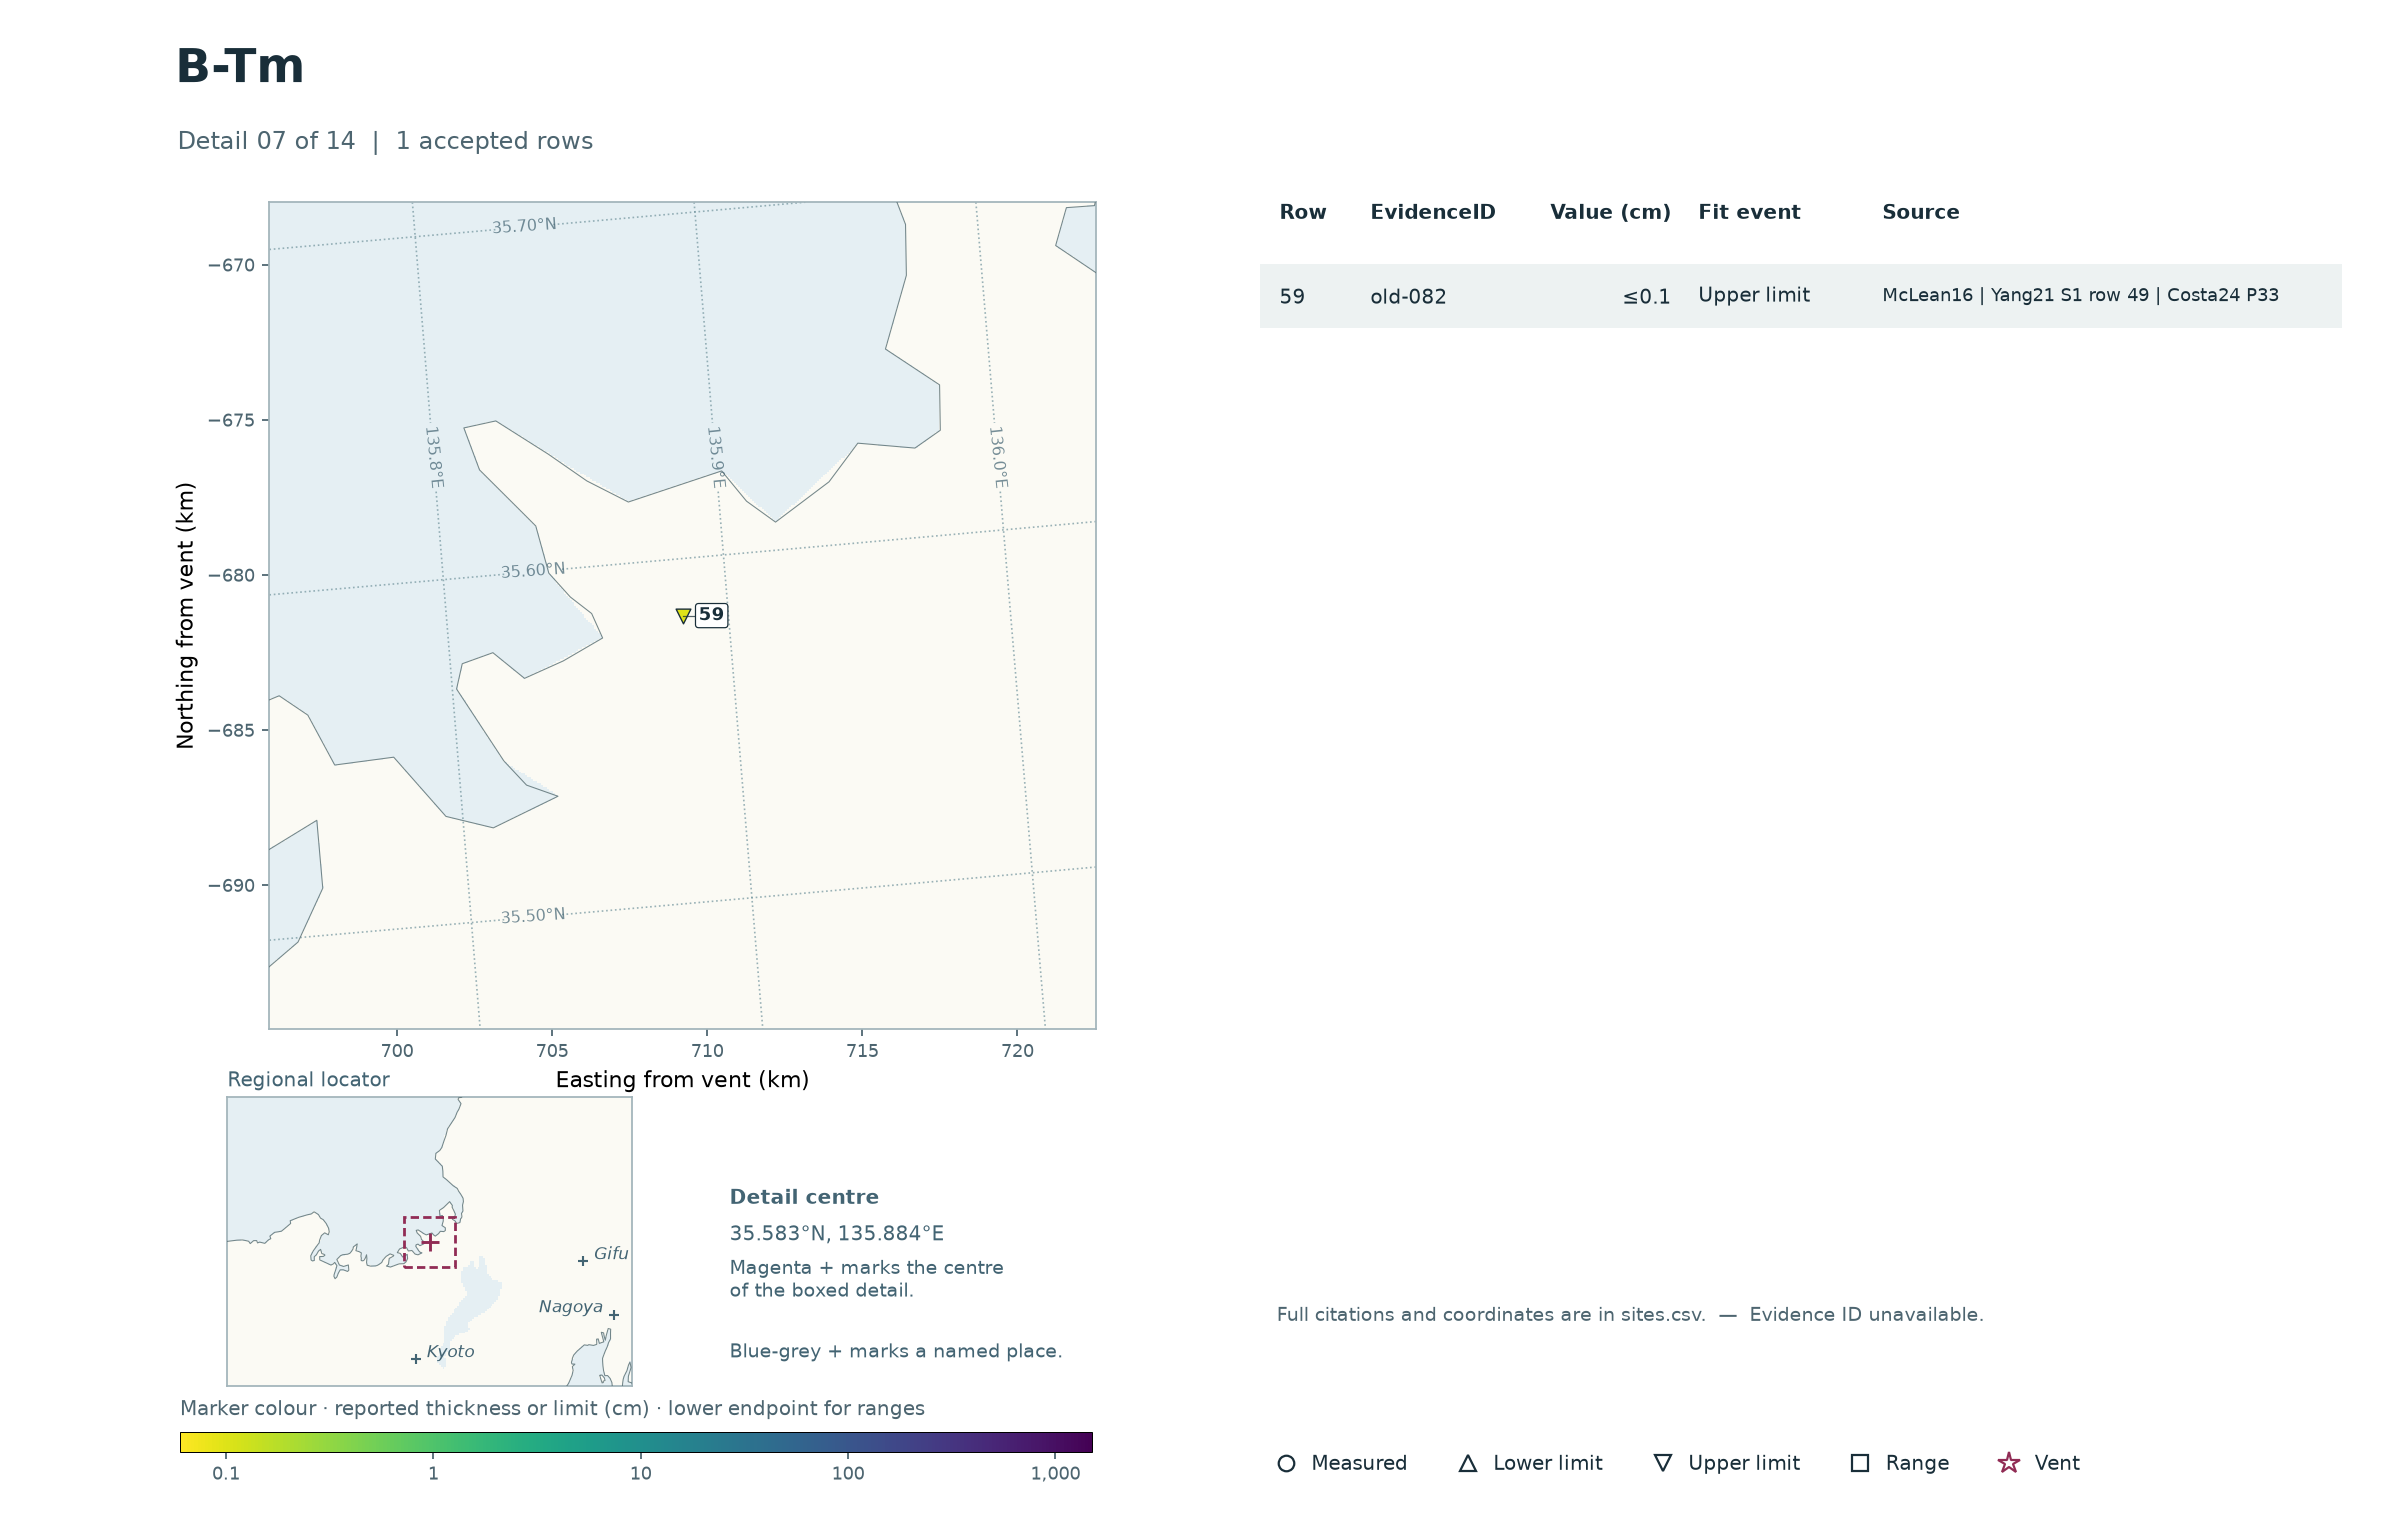 B-Tm
Detail 07 of 14 | 1 accepted rows
35.70°N
35.60°N
35.50°N
135.8°E
135.9°E
136.0°E
59
−670
−675
−680
−685
−690
Northing from vent (km)
700
705
710
715
720
Easting from vent (km)
Row EvidenceID Value (cm) Fit event Source
59 old-082 ≤0.1 Upper limit McLean16 | Yang21 S1 row 49 | Costa24 P33
Regional locator
Gifu
Nagoya
Kyoto
Detail centre
35.583°N, 135.884°E
Magenta + marks the centre
of the boxed detail.
Blue-grey + marks a named place.
Full citations and coordinates are in sites.csv. — Evidence ID unavailable.
Marker colour · reported thickness or limit (cm) · lower endpoint for ranges
0.1 1 10 100 1,000
Measured Lower limit Upper limit Range Vent